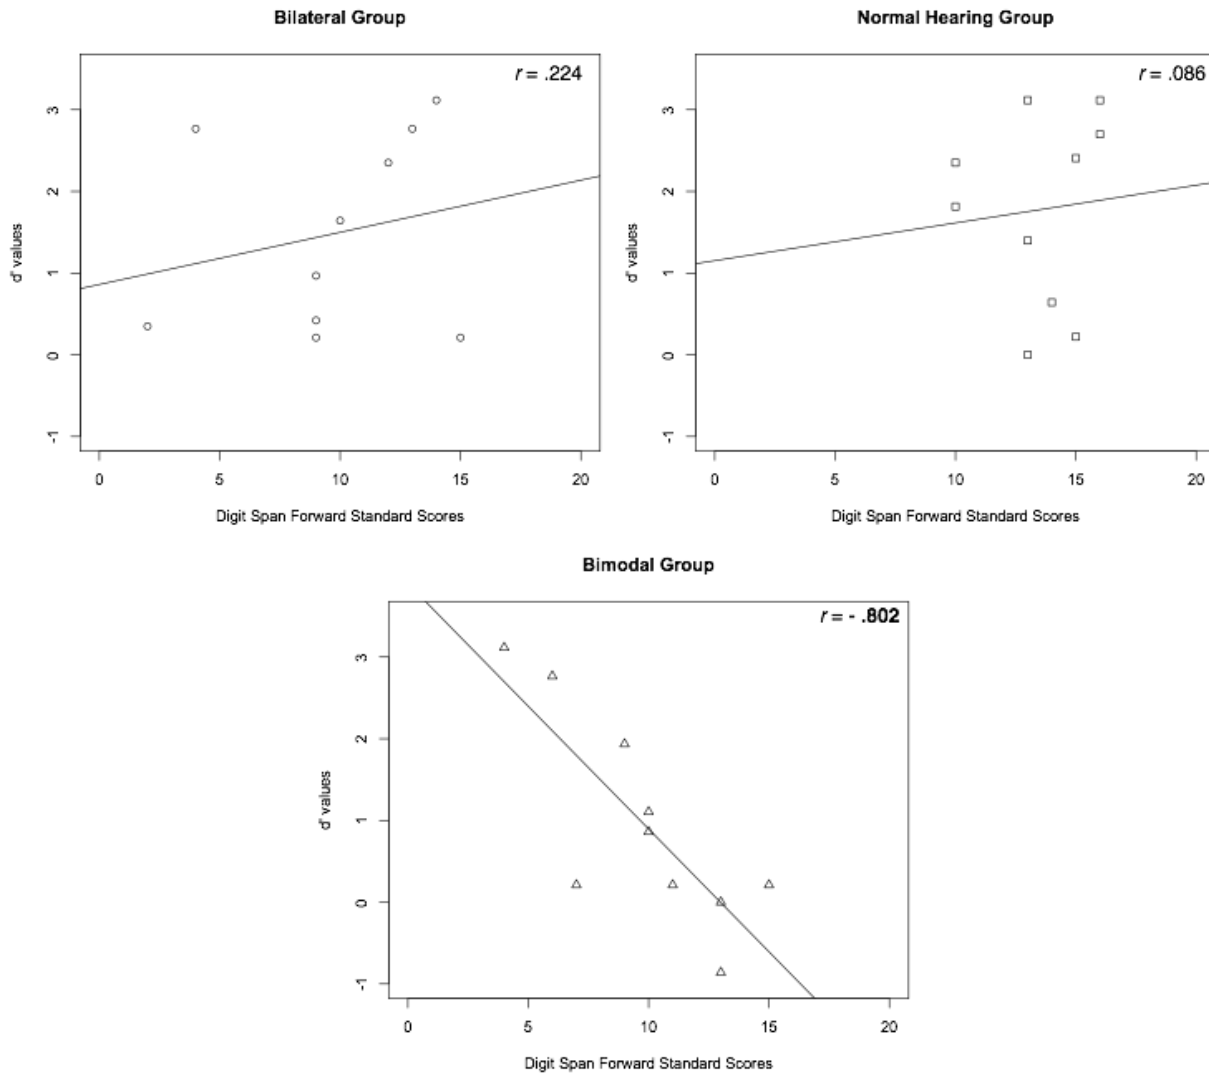 Bilateral Group
r = .224
d' values
3
2
1
0
-1
0 5 10 15 20
Digit Span Forward Standard Scores
Normal Hearing Group
r = .086
d' values
3
2
1
0
-1
0 5 10 15 20
Digit Span Forward Standard Scores
Bimodal Group
r = - .802
d' values
3
2
1
0
-1
0 5 10 15 20
Digit Span Forward Standard Scores